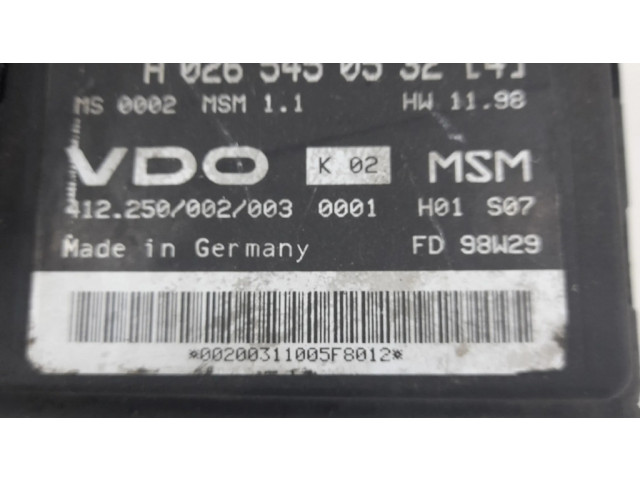 A 026 545 05 32 [4]
MS 0002 MSM 1.1 HW 11.98
VDO K 02 MSM
412.250/002/003 0001 H01 S07
Made in Germany FD 98W29
*00200311005F8012*